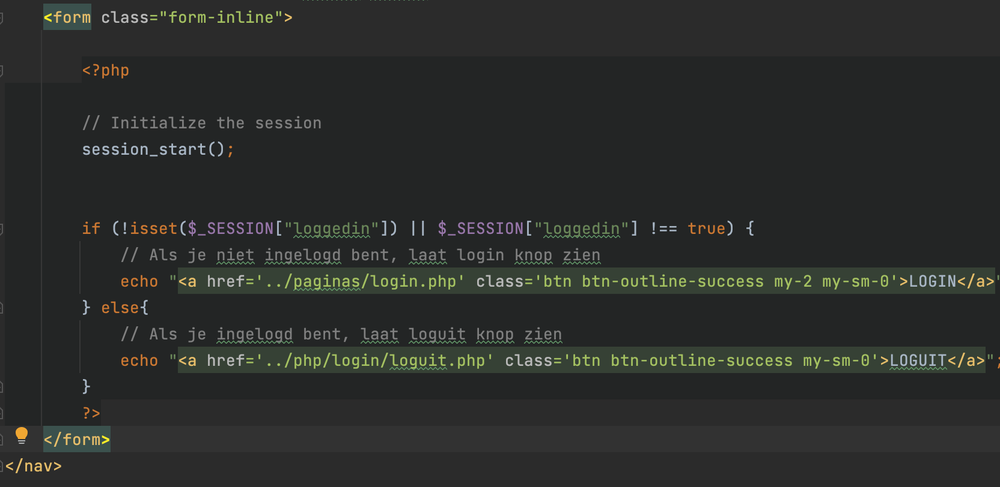 <form class="form-inline">
<?php
// Initialize the session
session_start();
if (!isset($_SESSION["loggedin"]) || $_SESSION["loggedin"] !== true) {
// Als je niet ingelogd bent, laat login knop zien
echo "<a href='../paginas/login.php' class='btn btn-outline-success my-2 my-sm-0'>LOGIN</a>"
} else{
// Als je ingelogd bent, laat loguit knop zien
echo "<a href='../php/login/loguit.php' class='btn btn-outline-success my-sm-0'>LOGUIT</a>";
}
?>
</form>
</nav>